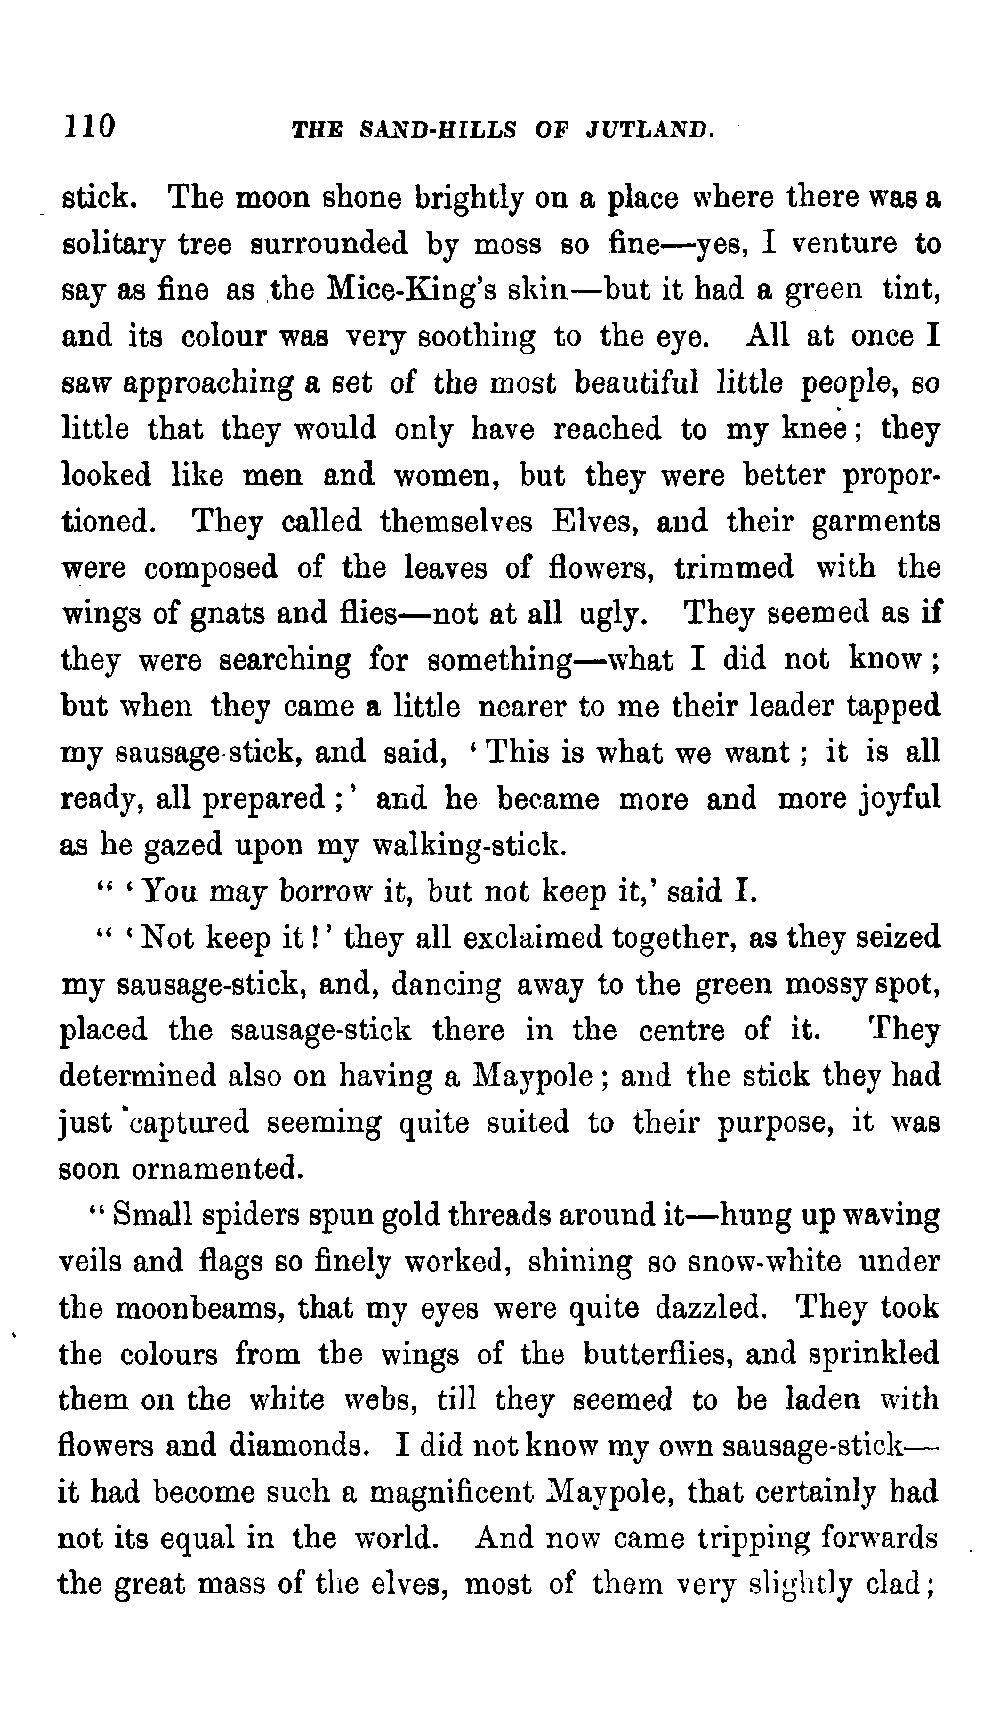 110 THE SAND-HILLS OF JUTLAND.
stick. The moon shone brightly on a place where there was a
solitary tree surrounded by moss so fine—yes, I venture to
say as fine as the Mice-King's skin—but it had a green tint,
and its colour was very soothing to the eye. All at once I
saw approaching a set of the most beautiful little people, so
little that they would only have reached to my knee; they
looked like men and women, but they were better propor-
tioned. They called themselves Elves, and their garments
were composed of the leaves of flowers, trimmed with the
wings of gnats and flies—not at all ugly. They seemed as if
they were searching for something—what I did not know;
but when they came a little nearer to me their leader tapped
my sausage-stick, and said, 'This is what we want; it is all
ready, all prepared;' and he became more and more joyful
as he gazed upon my walking-stick.
"'You may borrow it, but not keep it,' said I.
"'Not keep it!' they all exclaimed together, as they seized
my sausage-stick, and, dancing away to the green mossy spot,
placed the sausage-stick there in the centre of it. They
determined also on having a Maypole; and the stick they had
just captured seeming quite suited to their purpose, it was
soon ornamented.
"Small spiders spun gold threads around it—hung up waving
veils and flags so finely worked, shining so snow-white under
the moonbeams, that my eyes were quite dazzled. They took
the colours from the wings of the butterflies, and sprinkled
them on the white webs, till they seemed to be laden with
flowers and diamonds. I did not know my own sausage-stick—
it had become such a magnificent Maypole, that certainly had
not its equal in the world. And now came tripping forwards
the great mass of the elves, most of them very slightly clad;